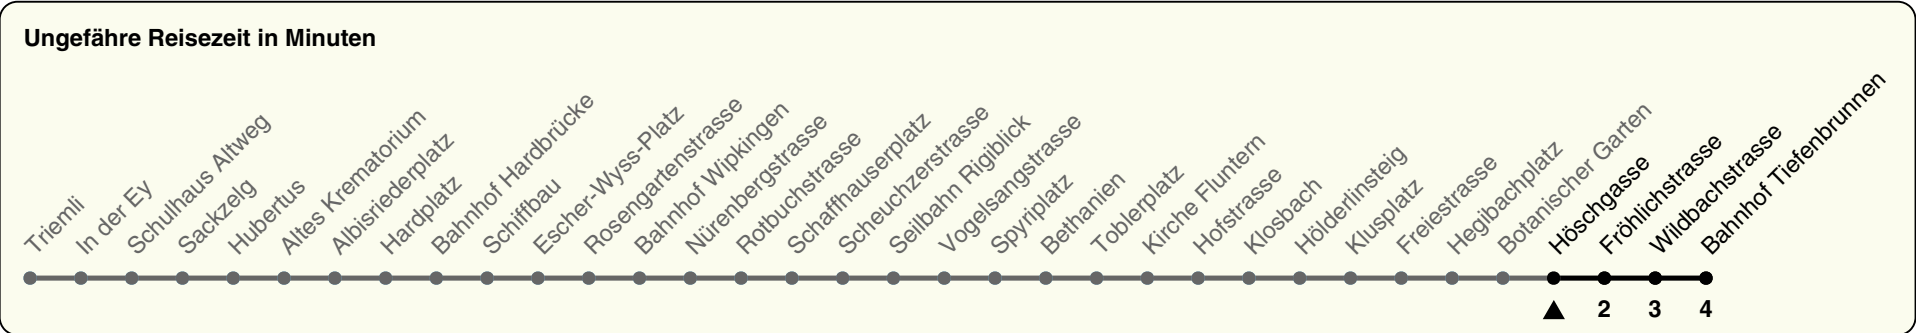 Ungefähre Reisezeit in Minuten
Triemli
In der Ey
Schulhaus Altweg
Sackzelg
Hubertus
Altes Krematorium
Albisriederplatz
Hardplatz
Bahnhof Hardbrücke
Schiffbau
Escher-Wyss-Platz
Rosengartenstrasse
Bahnhof Wipkingen
Nürenbergstrasse
Rotbuchstrasse
Schaffhauserplatz
Scheuchzerstrasse
Seilbahn Rigiblick
Vogelsangstrasse
Spyriplatz
Bethanien
Toblerplatz
Kirche Fluntern
Hofstrasse
Klosbach
Hölderlinsteig
Klusplatz
Freiestrasse
Hegibachplatz
Botanischer Garten
Höschgasse
Fröhlichstrasse
Wildbachstrasse
Bahnhof Tiefenbrunnen
2 3 4